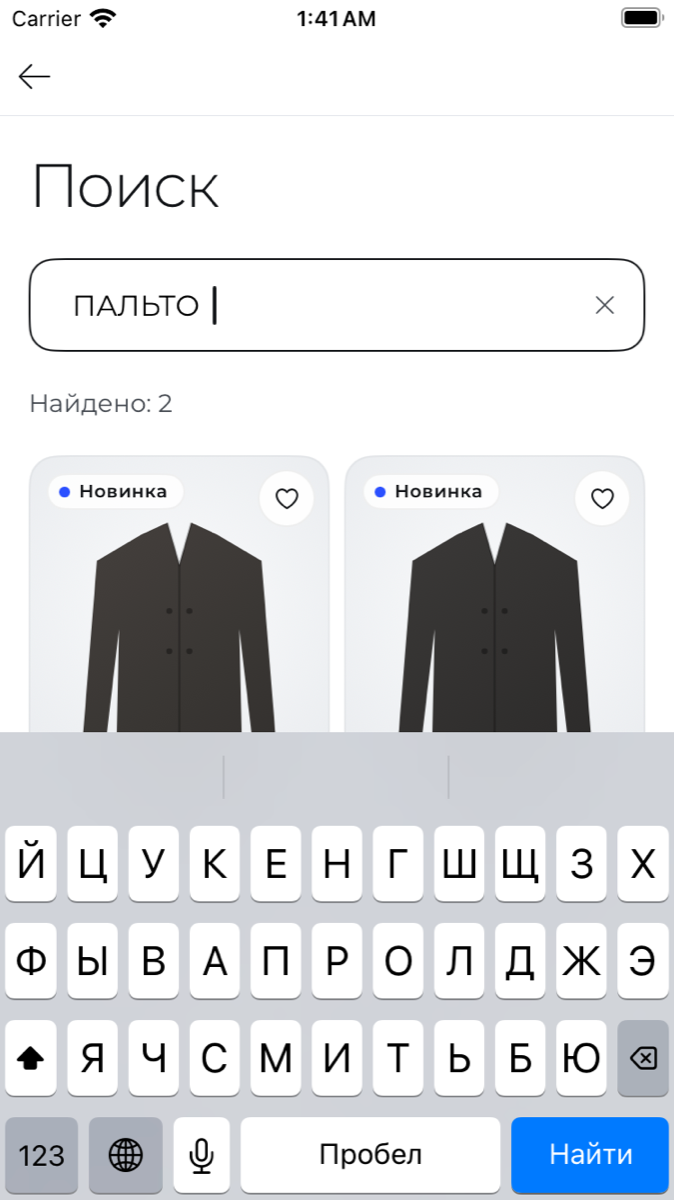 Carrier 1:41 AM
Поиск
ПАЛЬТО
Найдено: 2
Новинка Новинка
Й Ц У К Е Н Г Ш Щ З Х
Ф Ы В А П Р О Л Д Ж Э
Я Ч С М И Т Ь Б Ю
123 Пробел Найти